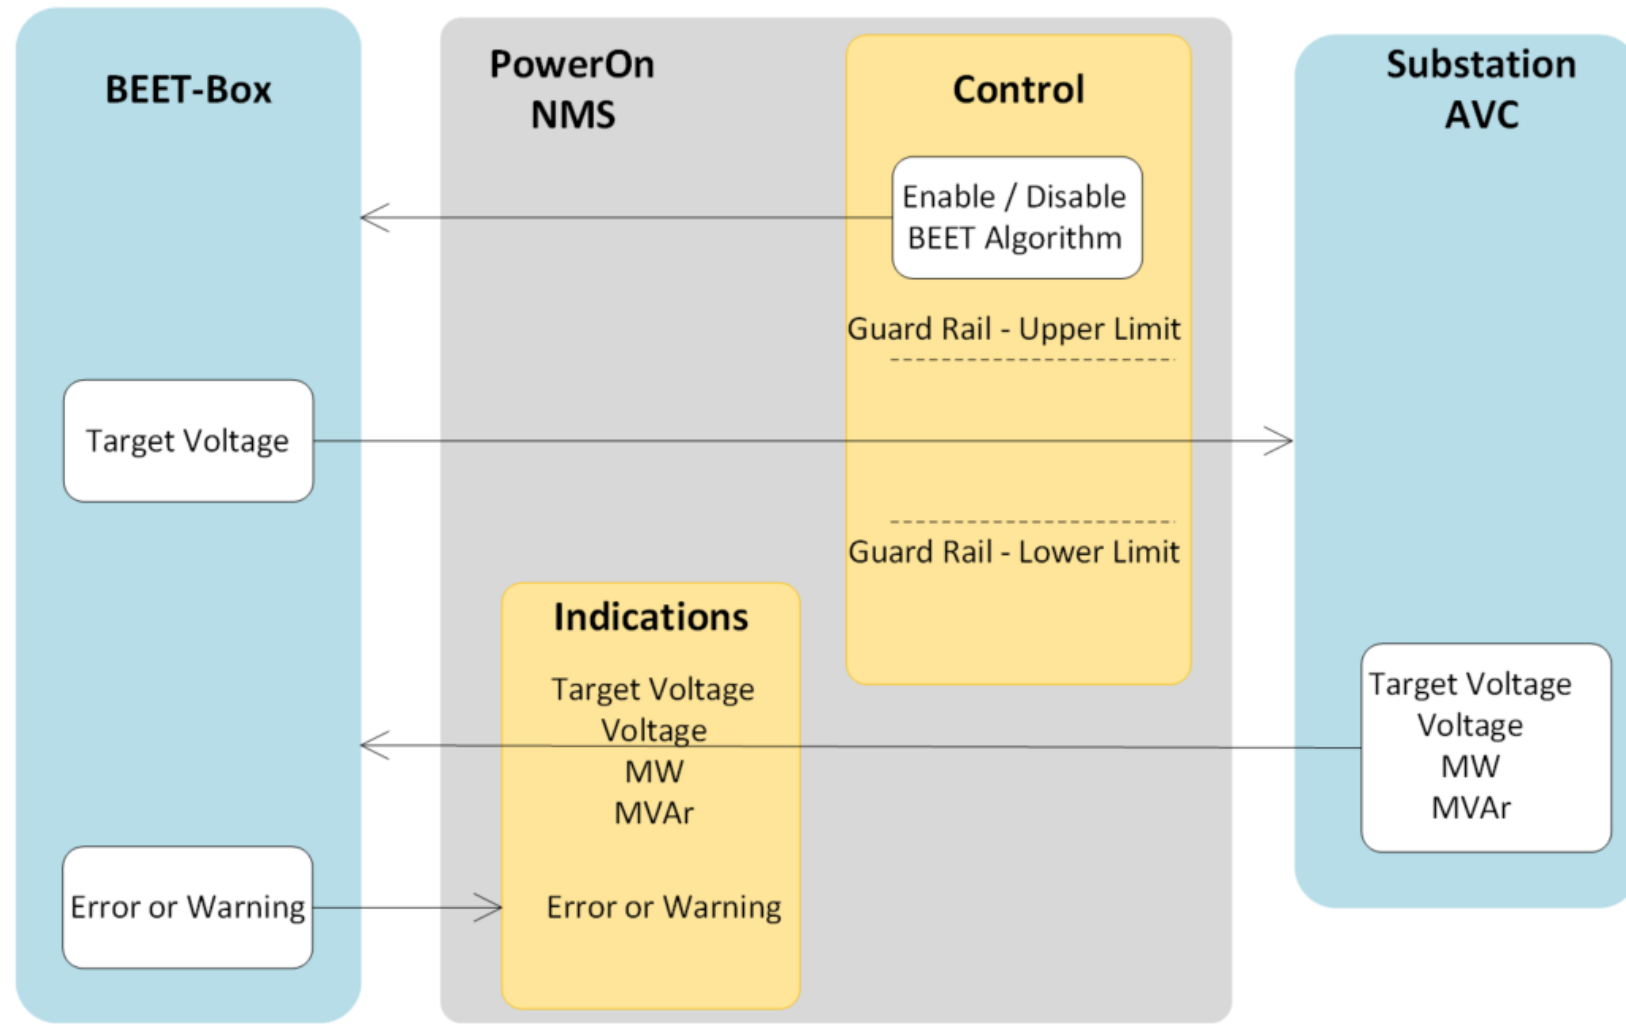 BEET-Box
PowerOn
NMS
Control
Substation
AVC
Enable / Disable
BEET Algorithm
Guard Rail - Upper Limit
Target Voltage
Guard Rail - Lower Limit
Indications
Target Voltage
Voltage
MW
MVAr
Target Voltage
Voltage
MW
MVAr
Error or Warning
Error or Warning